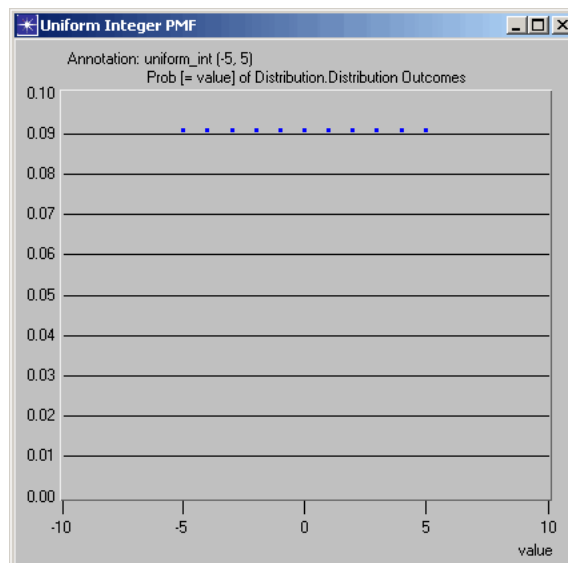 Uniform Integer PMF
Annotation: uniform_int (-5, 5)
Prob [= value] of Distribution.Distribution Outcomes
0.10
0.09
0.08
0.07
0.06
0.05
0.04
0.03
0.02
0.01
0.00
-10 -5 0 5 10
value